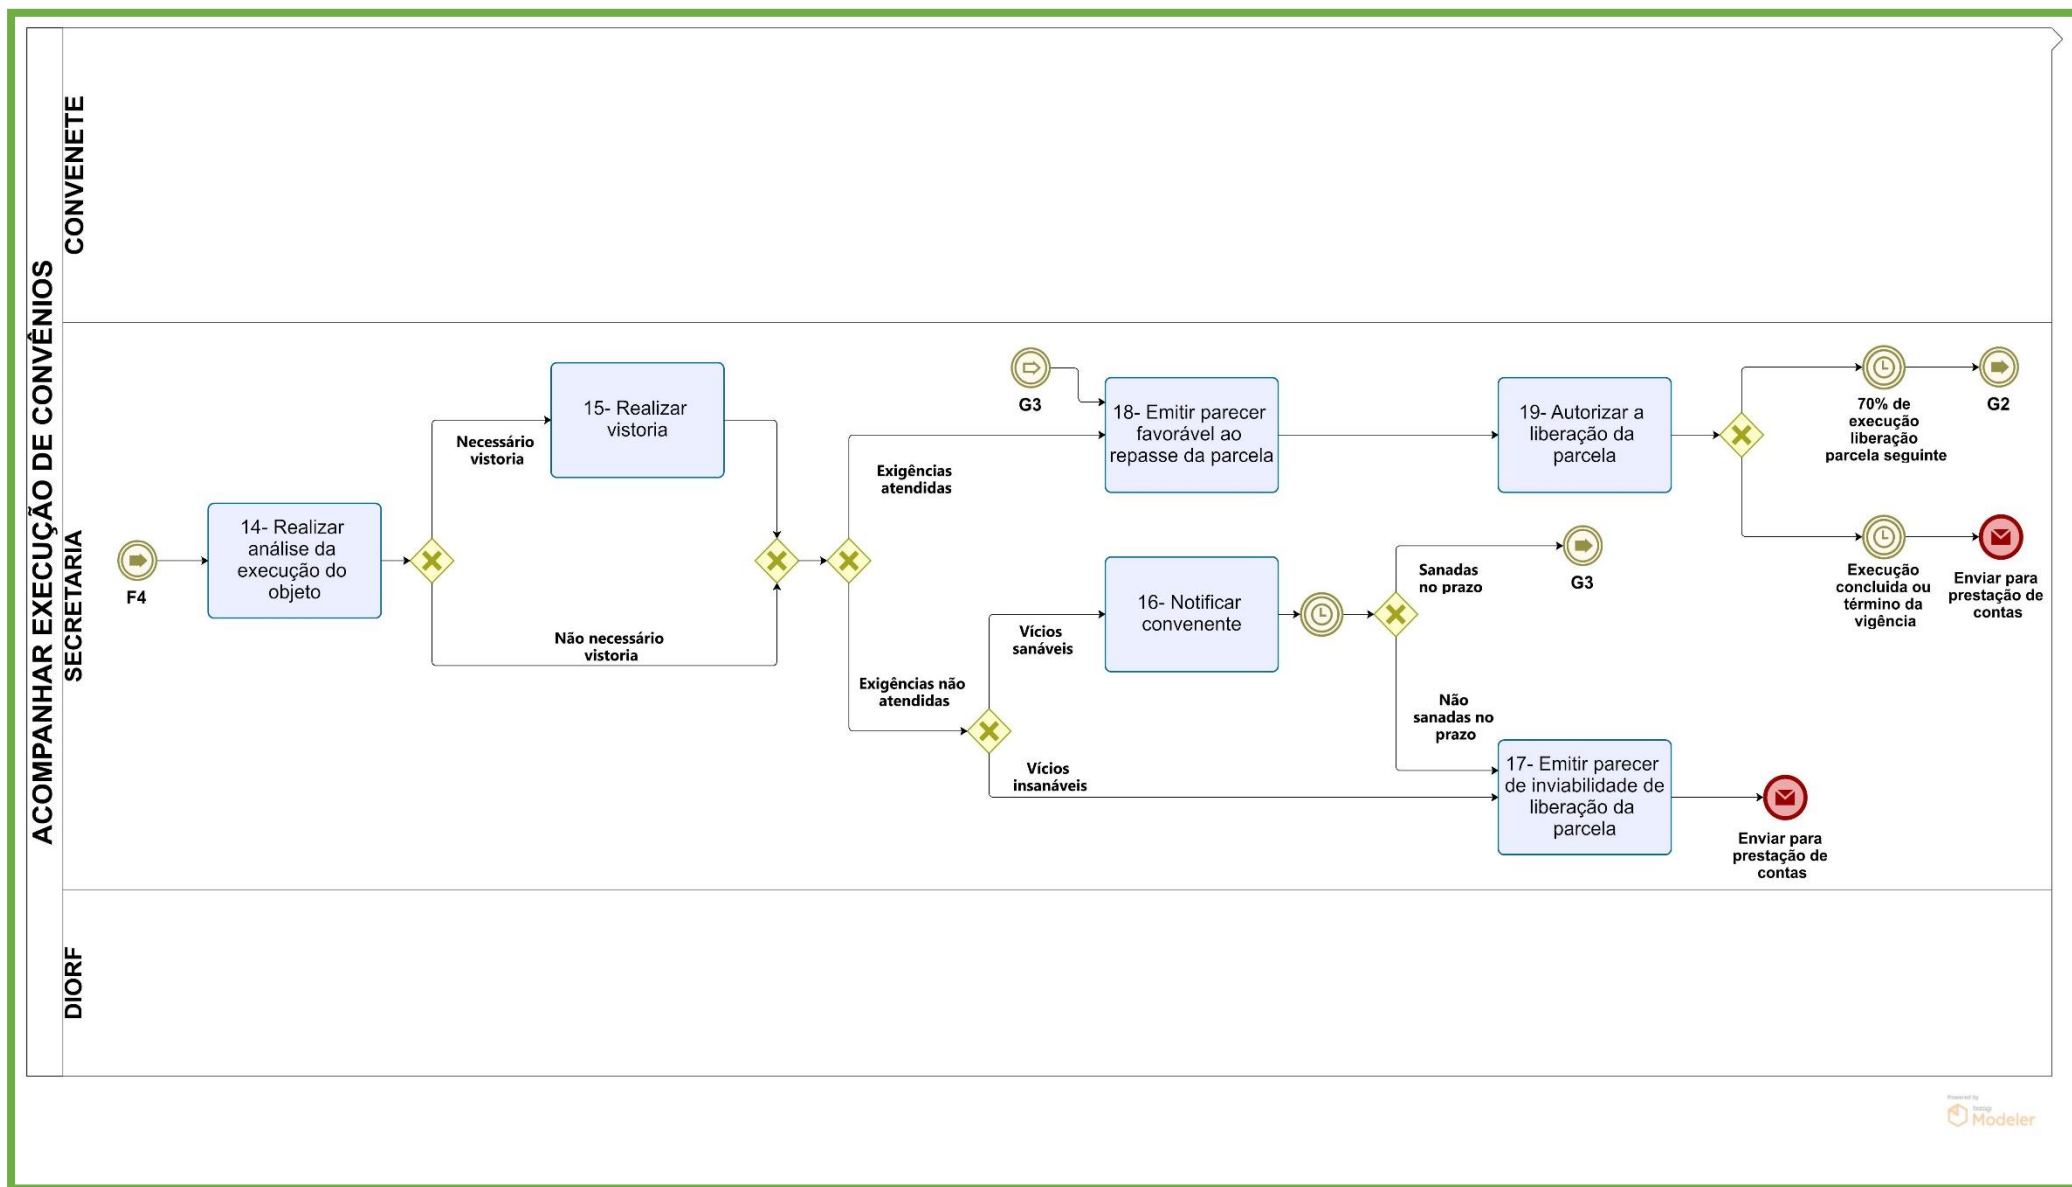 ACOMPANHAR EXECUÇÃO DE CONVÊNIOS
CONVENETE
SECRETARIA
DIORF
F4
14- Realizar
análise da
execução do
objeto
Necessário
vistoria
15- Realizar
vistoria
Não necessário
vistoria
Exigências
atendidas
Exigências não
atendidas
G3
18- Emitir parecer
favorável ao
repasse da parcela
19- Autorizar a
liberação da
parcela
70% de
execução
liberação
parcela seguinte
G2
Execução
concluida ou
término da
vigência
Enviar para
prestação de
contas
Vícios
sanáveis
16- Notificar
convenente
Sanadas
no prazo
G3
Não
sanadas no
prazo
Vícios
insanáveis
17- Emitir parecer
de inviabilidade de
liberação da
parcela
Enviar para
prestação de
contas
Powered by
bizagi
Modeler